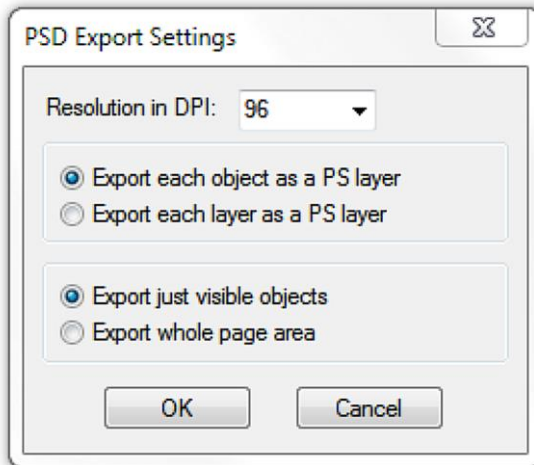 PSD Export Settings
Resolution in DPI: 96
Export each object as a PS layer
Export each layer as a PS layer
Export just visible objects
Export whole page area
OK Cancel